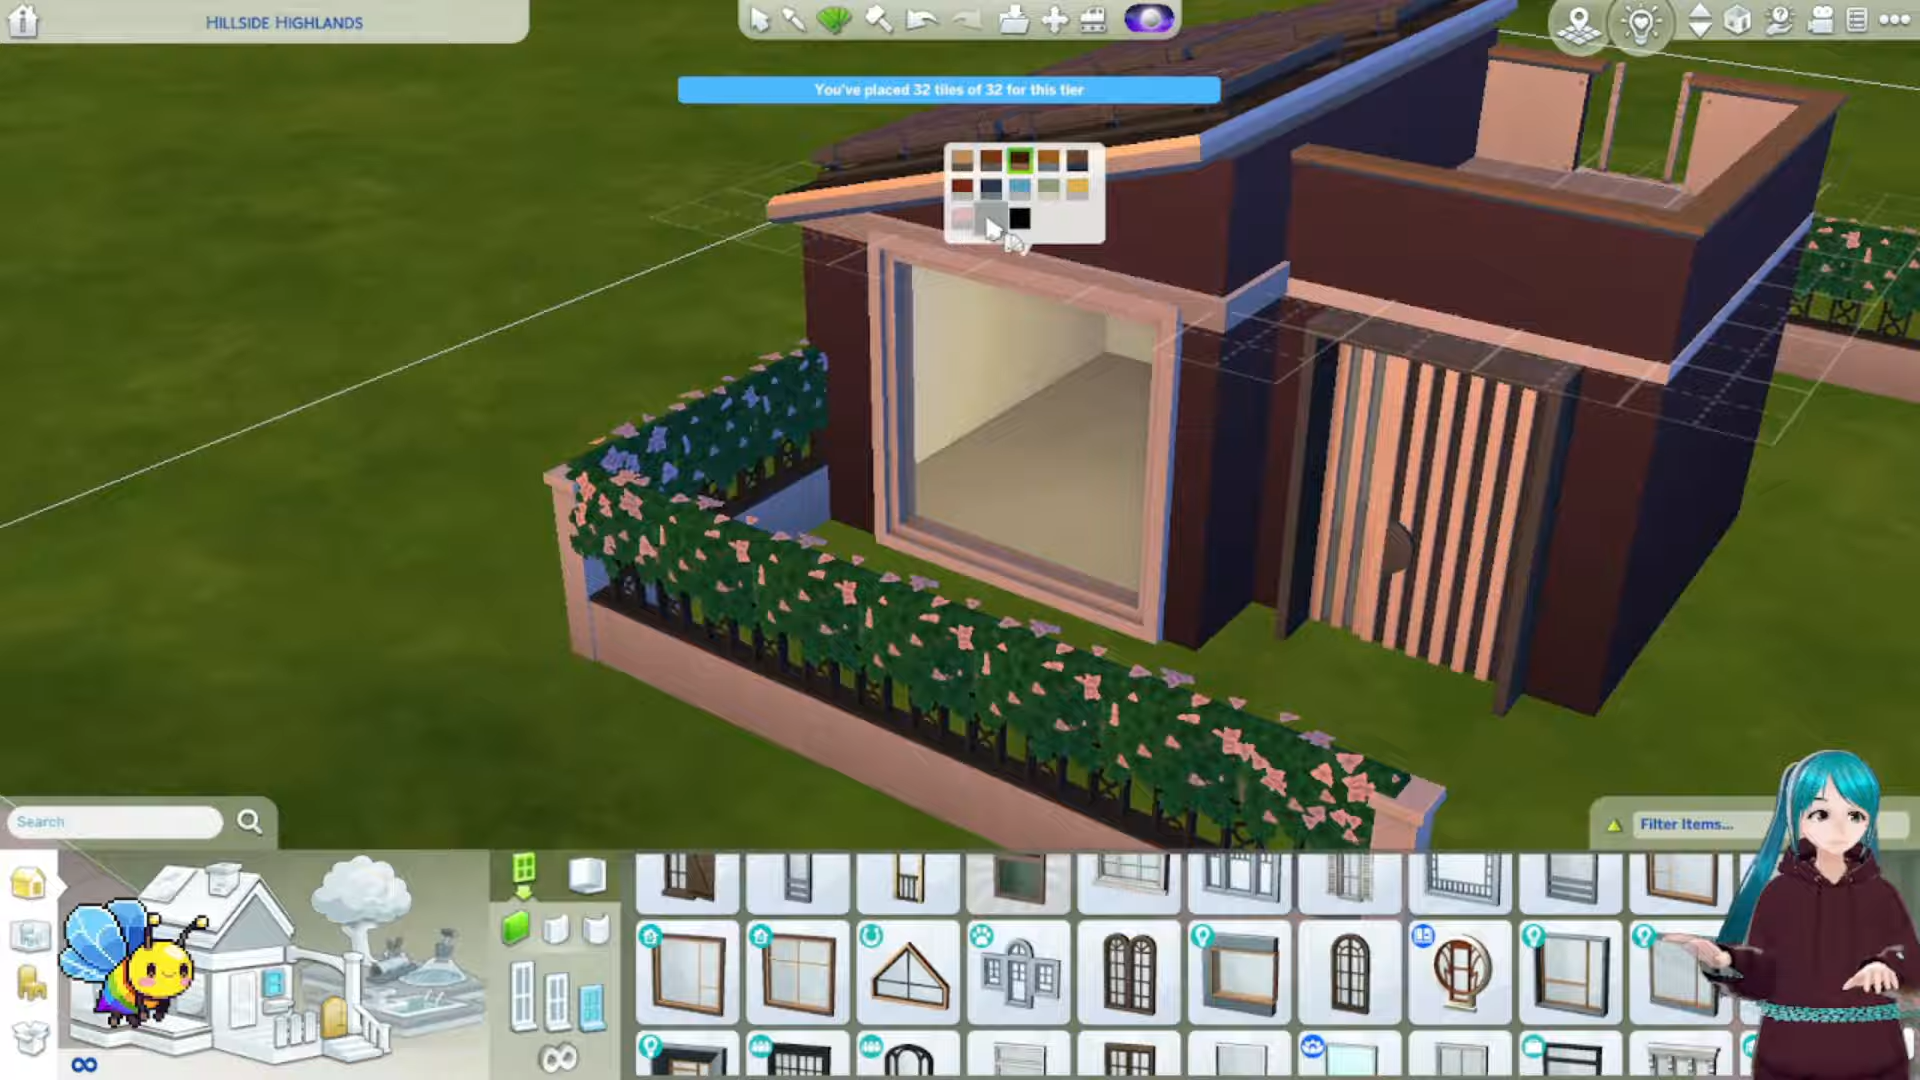 HILLSIDE HIGHLANDS
You've placed 32 tiles of 32 for this tier
Search
Filter Items...